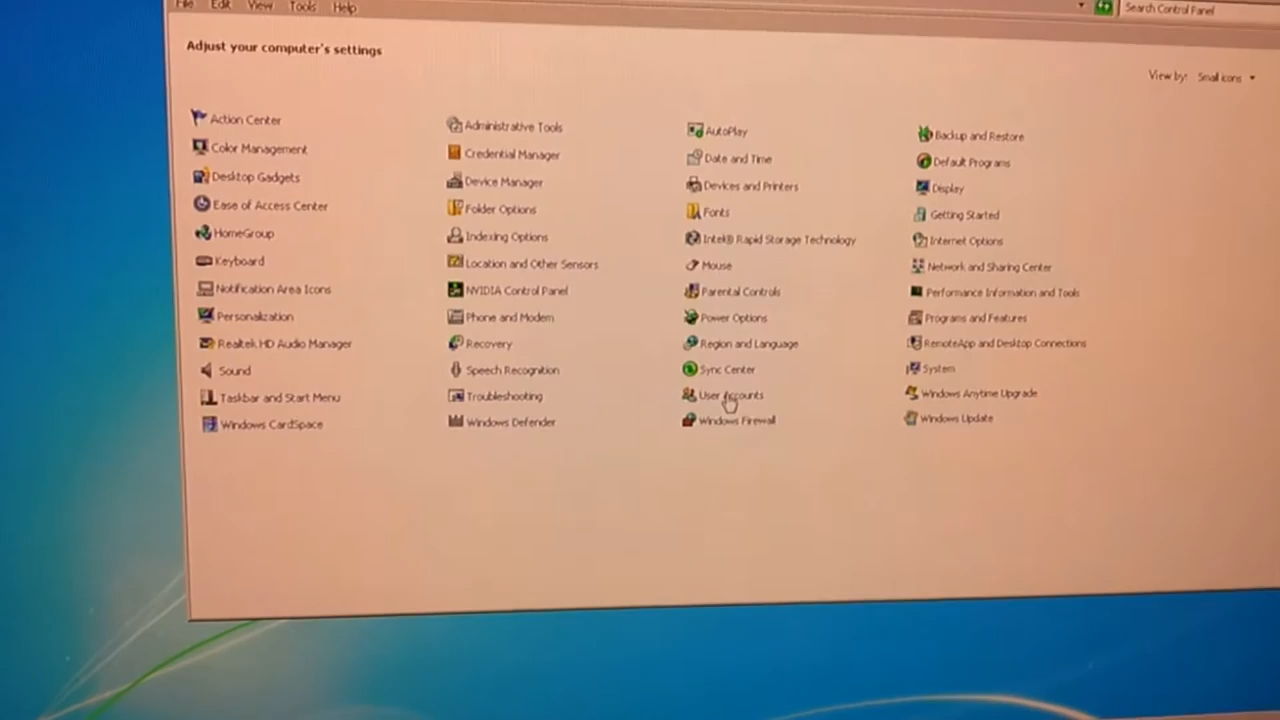 File Edit View Tools Help
Search Control Panel
Adjust your computer's settings
View by: Small icons
Action Center
Administrative Tools
AutoPlay
Backup and Restore
Color Management
Credential Manager
Date and Time
Default Programs
Desktop Gadgets
Device Manager
Devices and Printers
Display
Ease of Access Center
Folder Options
Fonts
Getting Started
HomeGroup
Indexing Options
Intel® Rapid Storage Technology
Internet Options
Keyboard
Location and Other Sensors
Mouse
Network and Sharing Center
Notification Area Icons
NVIDIA Control Panel
Parental Controls
Performance Information and Tools
Personalization
Phone and Modem
Power Options
Programs and Features
Realtek HD Audio Manager
Recovery
Region and Language
RemoteApp and Desktop Connections
Sound
Speech Recognition
Sync Center
System
Taskbar and Start Menu
Troubleshooting
User Accounts
Windows Anytime Upgrade
Windows CardSpace
Windows Defender
Windows Firewall
Windows Update